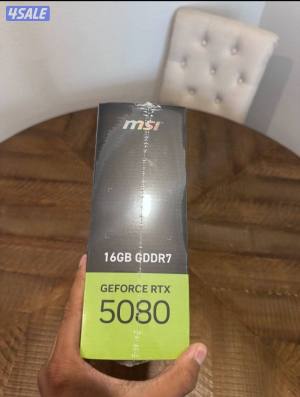 4SALE
msi
16GB GDDR7
GEFORCE RTX
5080